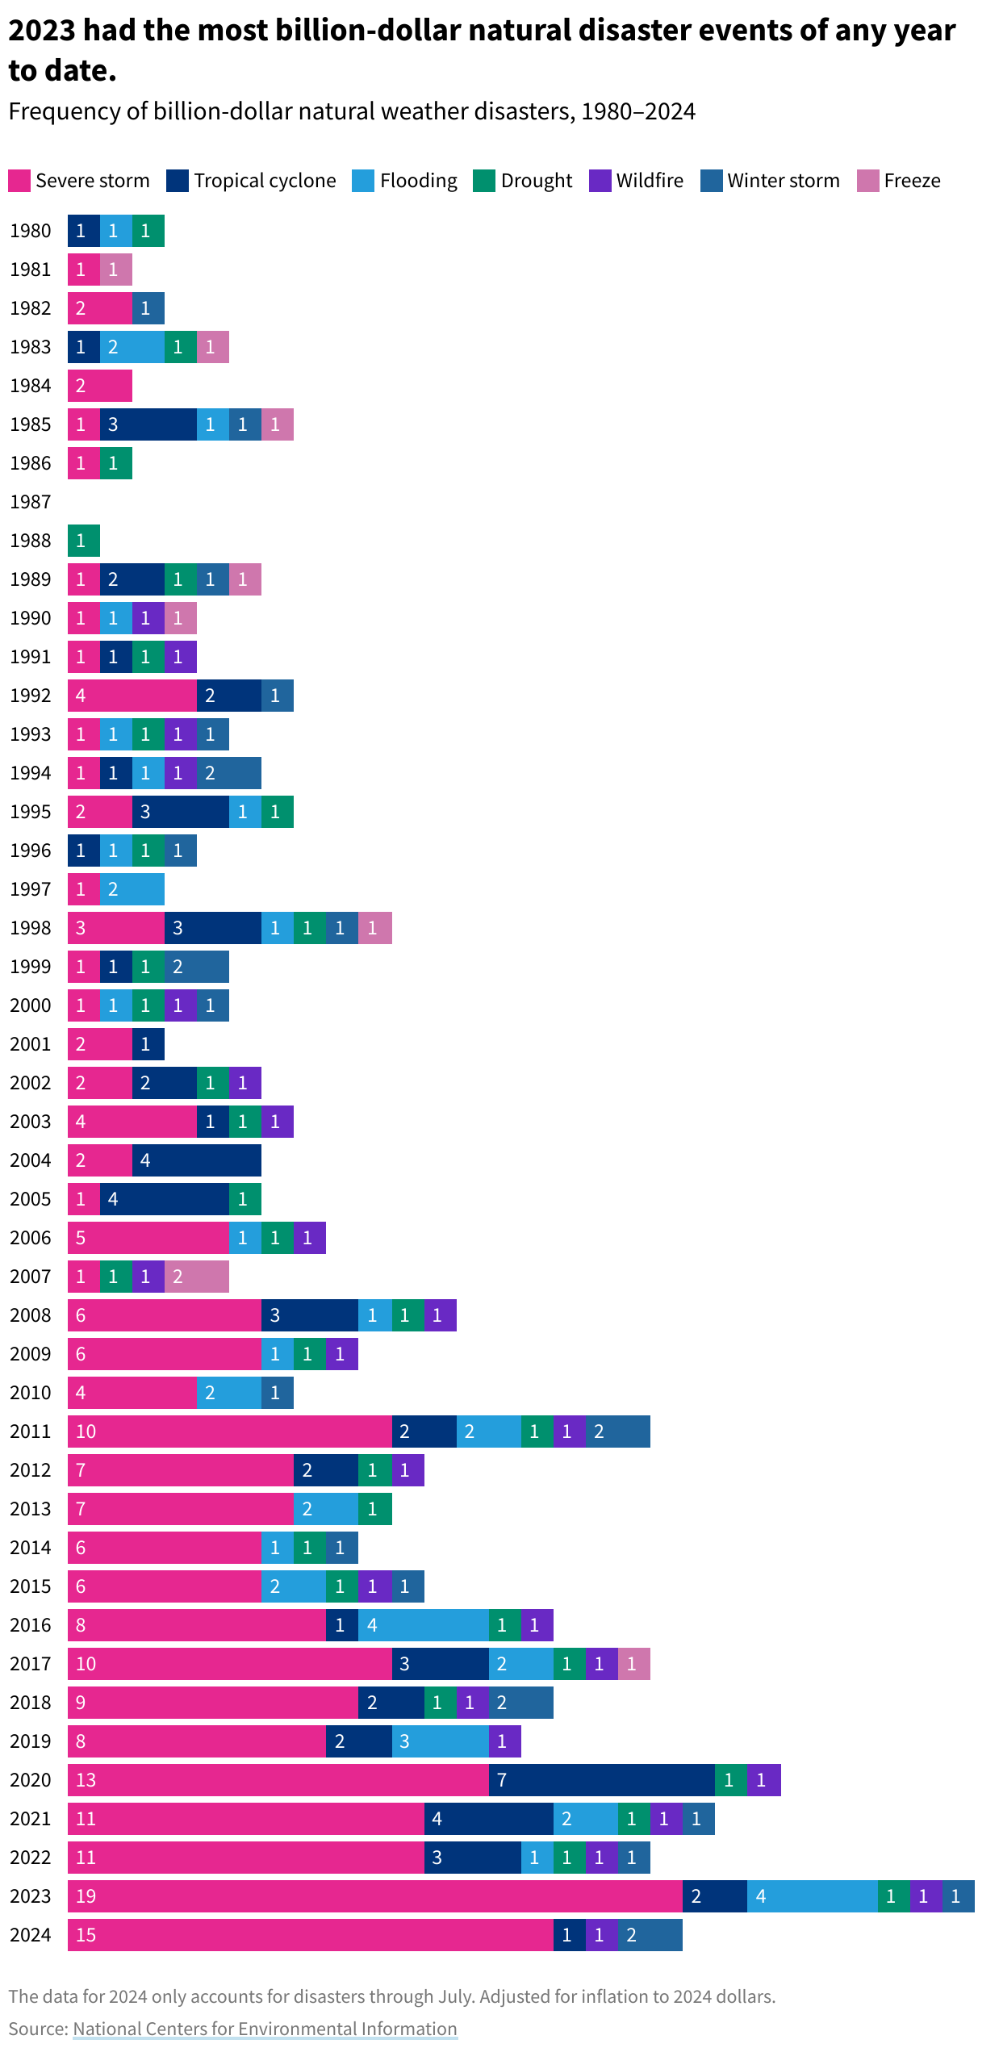 2023 had the most billion-dollar natural disaster events of any year
to date.
Frequency of billion-dollar natural weather disasters, 1980–2024
Severe storm Tropical cyclone Flooding Drought Wildfire Winter storm Freeze
1980 1 1 1
1981 1 1
1982 2 1
1983 1 2 1 1
1984 2
1985 1 3 1 1 1
1986 1 1
1987
1988 1
1989 1 2 1 1 1
1990 1 1 1 1
1991 1 1 1 1
1992 4 2 1
1993 1 1 1 1 1
1994 1 1 1 1 2
1995 2 3 1 1
1996 1 1 1 1
1997 1 2
1998 3 3 1 1 1 1
1999 1 1 1 2
2000 1 1 1 1 1
2001 2 1
2002 2 2 1 1
2003 4 1 1 1
2004 2 4
2005 1 4 1
2006 5 1 1 1
2007 1 1 1 2
2008 6 3 1 1 1
2009 6 1 1 1
2010 4 2 1
2011 10 2 2 1 1 2
2012 7 2 1 1
2013 7 2 1
2014 6 1 1 1
2015 6 2 1 1 1
2016 8 1 4 1 1
2017 10 3 2 1 1 1
2018 9 2 1 1 2
2019 8 2 3 1
2020 13 7 1 1
2021 11 4 2 1 1 1
2022 11 3 1 1 1 1
2023 19 2 4 1 1 1
2024 15 1 1 2
The data for 2024 only accounts for disasters through July. Adjusted for inflation to 2024 dollars.
Source: National Centers for Environmental Information